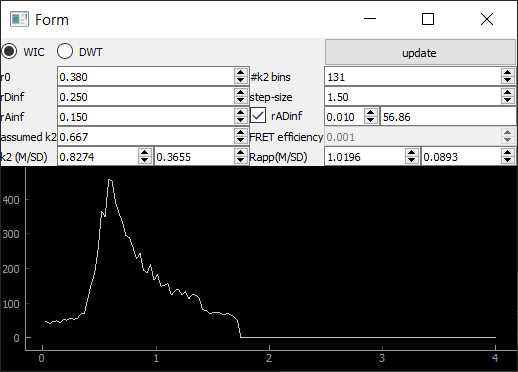 Form
WIC DWT update
r0 0.380 #k2 bins 131
rDinf 0.250 step-size 1.50
rAinf 0.150 rADinf 0.010 56.86
assumed k2 0.667 FRET efficiency 0.001
k2 (M/SD) 0.8274 0.3655 Rapp(M/SD) 1.0196 0.0893
400
300
200
100
0
0 1 2 3 4